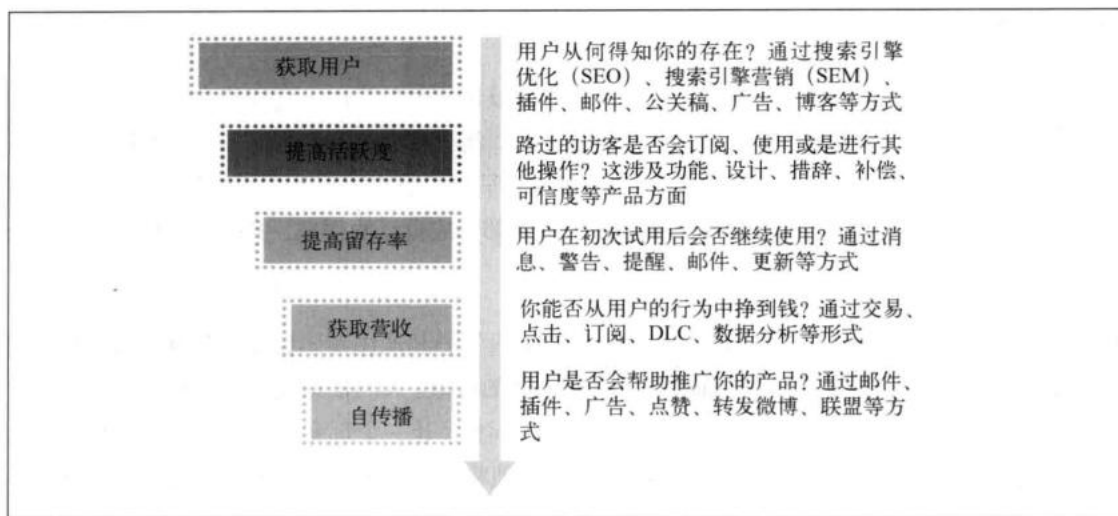 获取用户
用户从何得知你的存在？通过搜索引擎
优化（SEO）、搜索引擎营销（SEM）、
插件、邮件、公关稿、广告、博客等方式
提高活跃度
路过的访客是否会订阅、使用或是进行其
他操作？这涉及功能、设计、措辞、补偿、
可信度等产品方面
提高留存率
用户在初次试用后会否继续使用？通过消
息、警告、提醒、邮件、更新等方式
获取营收
你能否从用户的行为中挣到钱？通过交易、
点击、订阅、DLC、数据分析等形式
自传播
用户是否会帮助推广你的产品？通过邮件、
插件、广告、点赞、转发微博、联盟等方
式